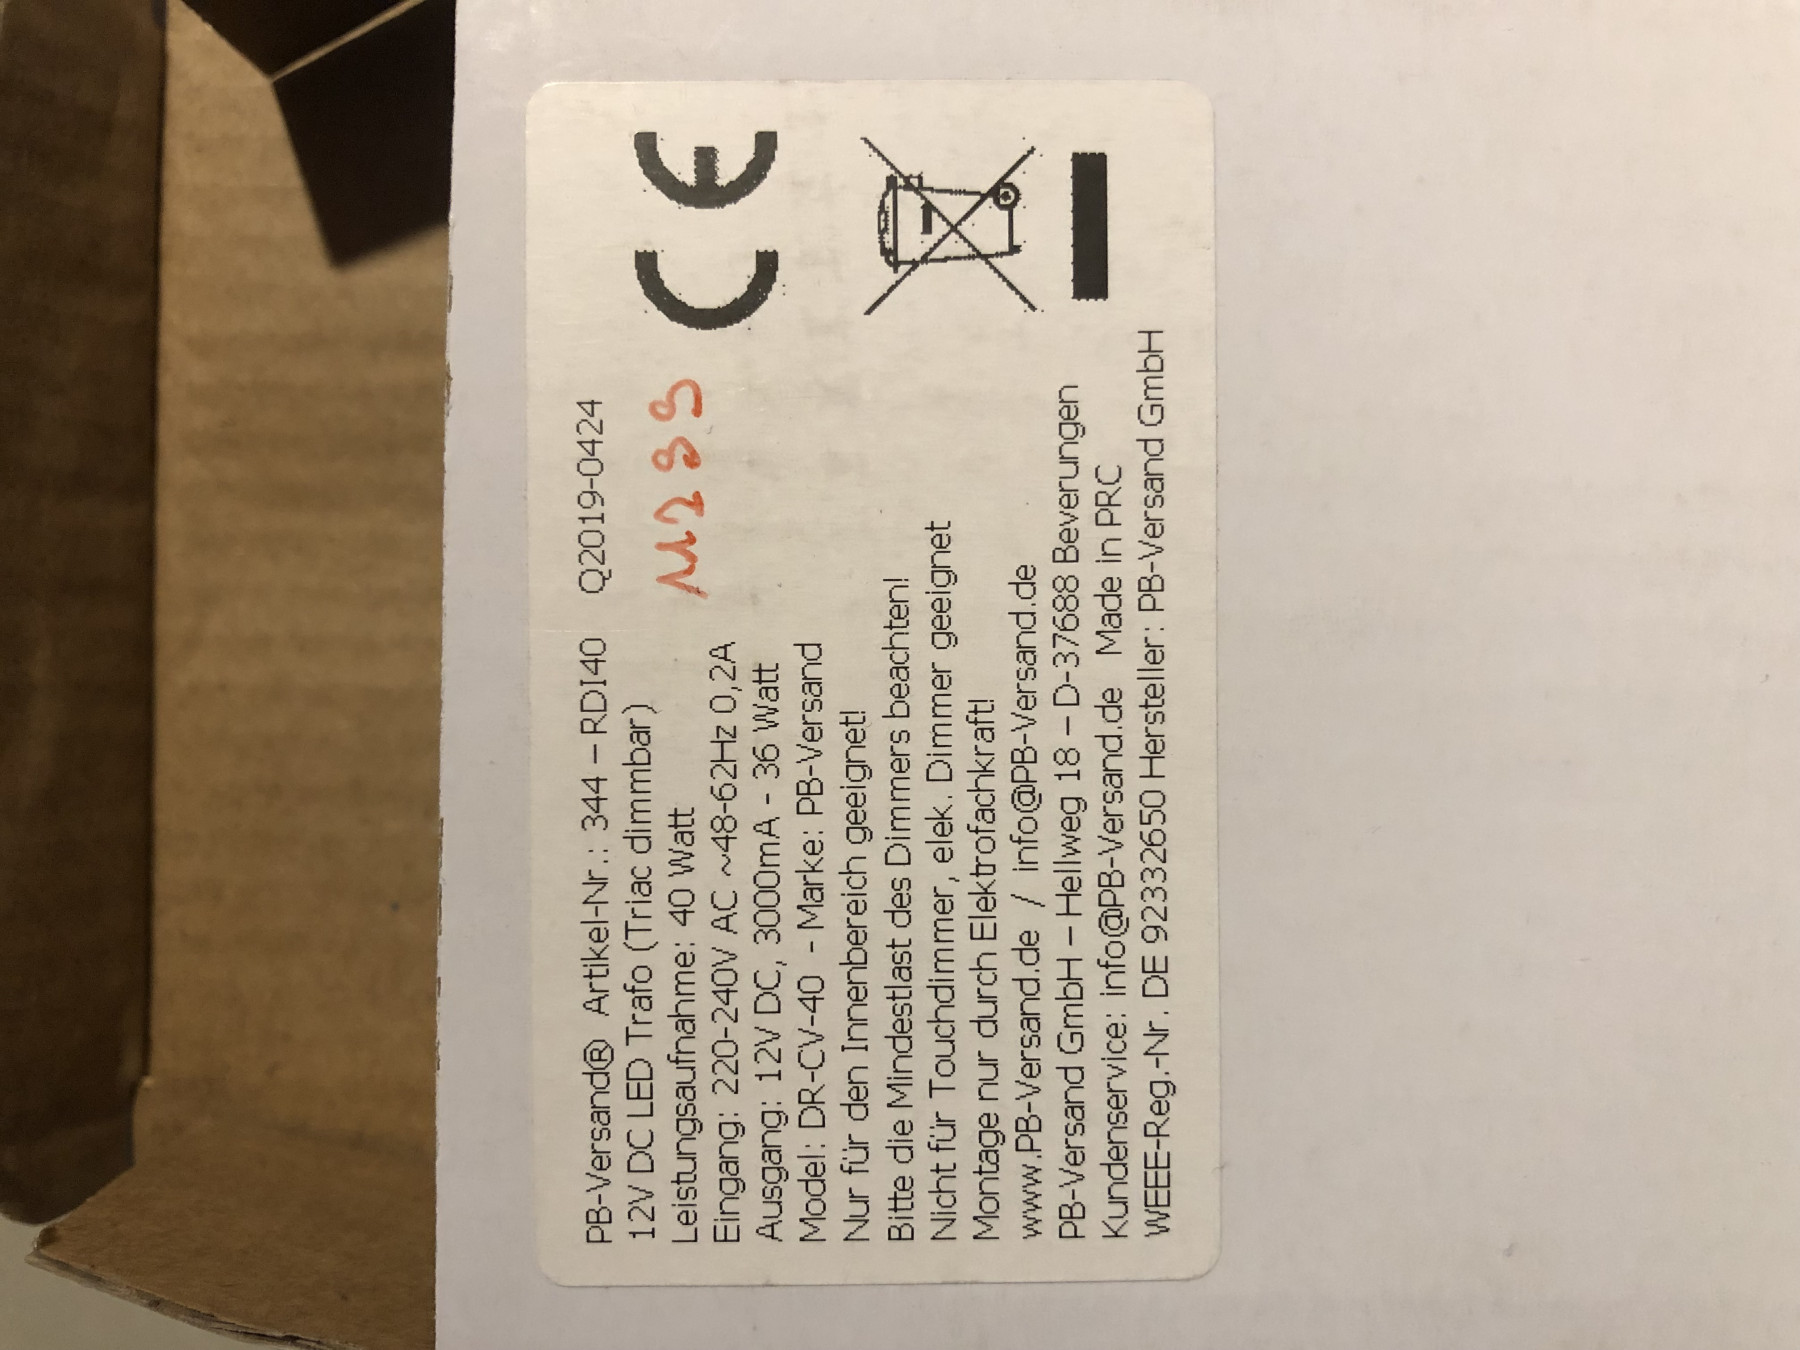 PB-Versand® Artikel-Nr.: 344 – RDI40 Q2019-0424
12V DC LED Trafo (Triac dimmbar)
Leistungsaufnahme: 40 Watt
Eingang: 220-240V AC ~48-62Hz 0,2A
Ausgang: 12V DC, 3000mA - 36 Watt
Model: DR-CV-40 - Marke: PB-Versand
Nur für den Innenbereich geeignet!
Bitte die Mindestlast des Dimmers beachten!
Nicht für Touchdimmer, elek. Dimmer geeignet
Montage nur durch Elektrofachkraft!
www.PB-Versand.de / info@PB-Versand.de
PB-Versand GmbH – Hellweg 18 – D-37688 Beverungen
Kundenservice: info@PB-Versand.de Made in PRC
WEEE-Reg.-Nr. DE 92332650 Hersteller: PB-Versand GmbH
CE